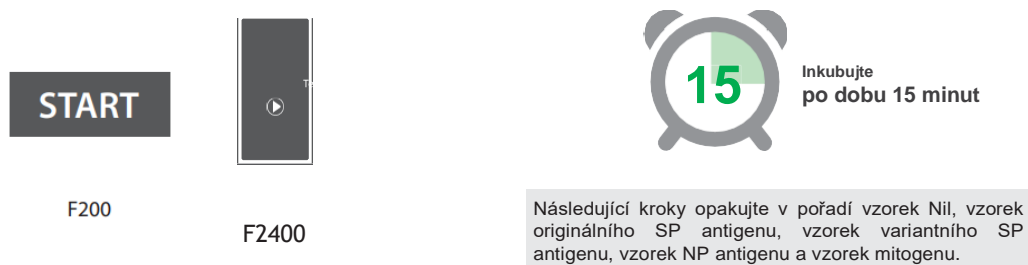 START
F200
F2400
15
Inkubujte
po dobu 15 minut
Následující kroky opakujte v pořadí vzorek Nil, vzorek
originálního SP antigenu, vzorek variantního SP
antigenu, vzorek NP antigenu a vzorek mitogenu.